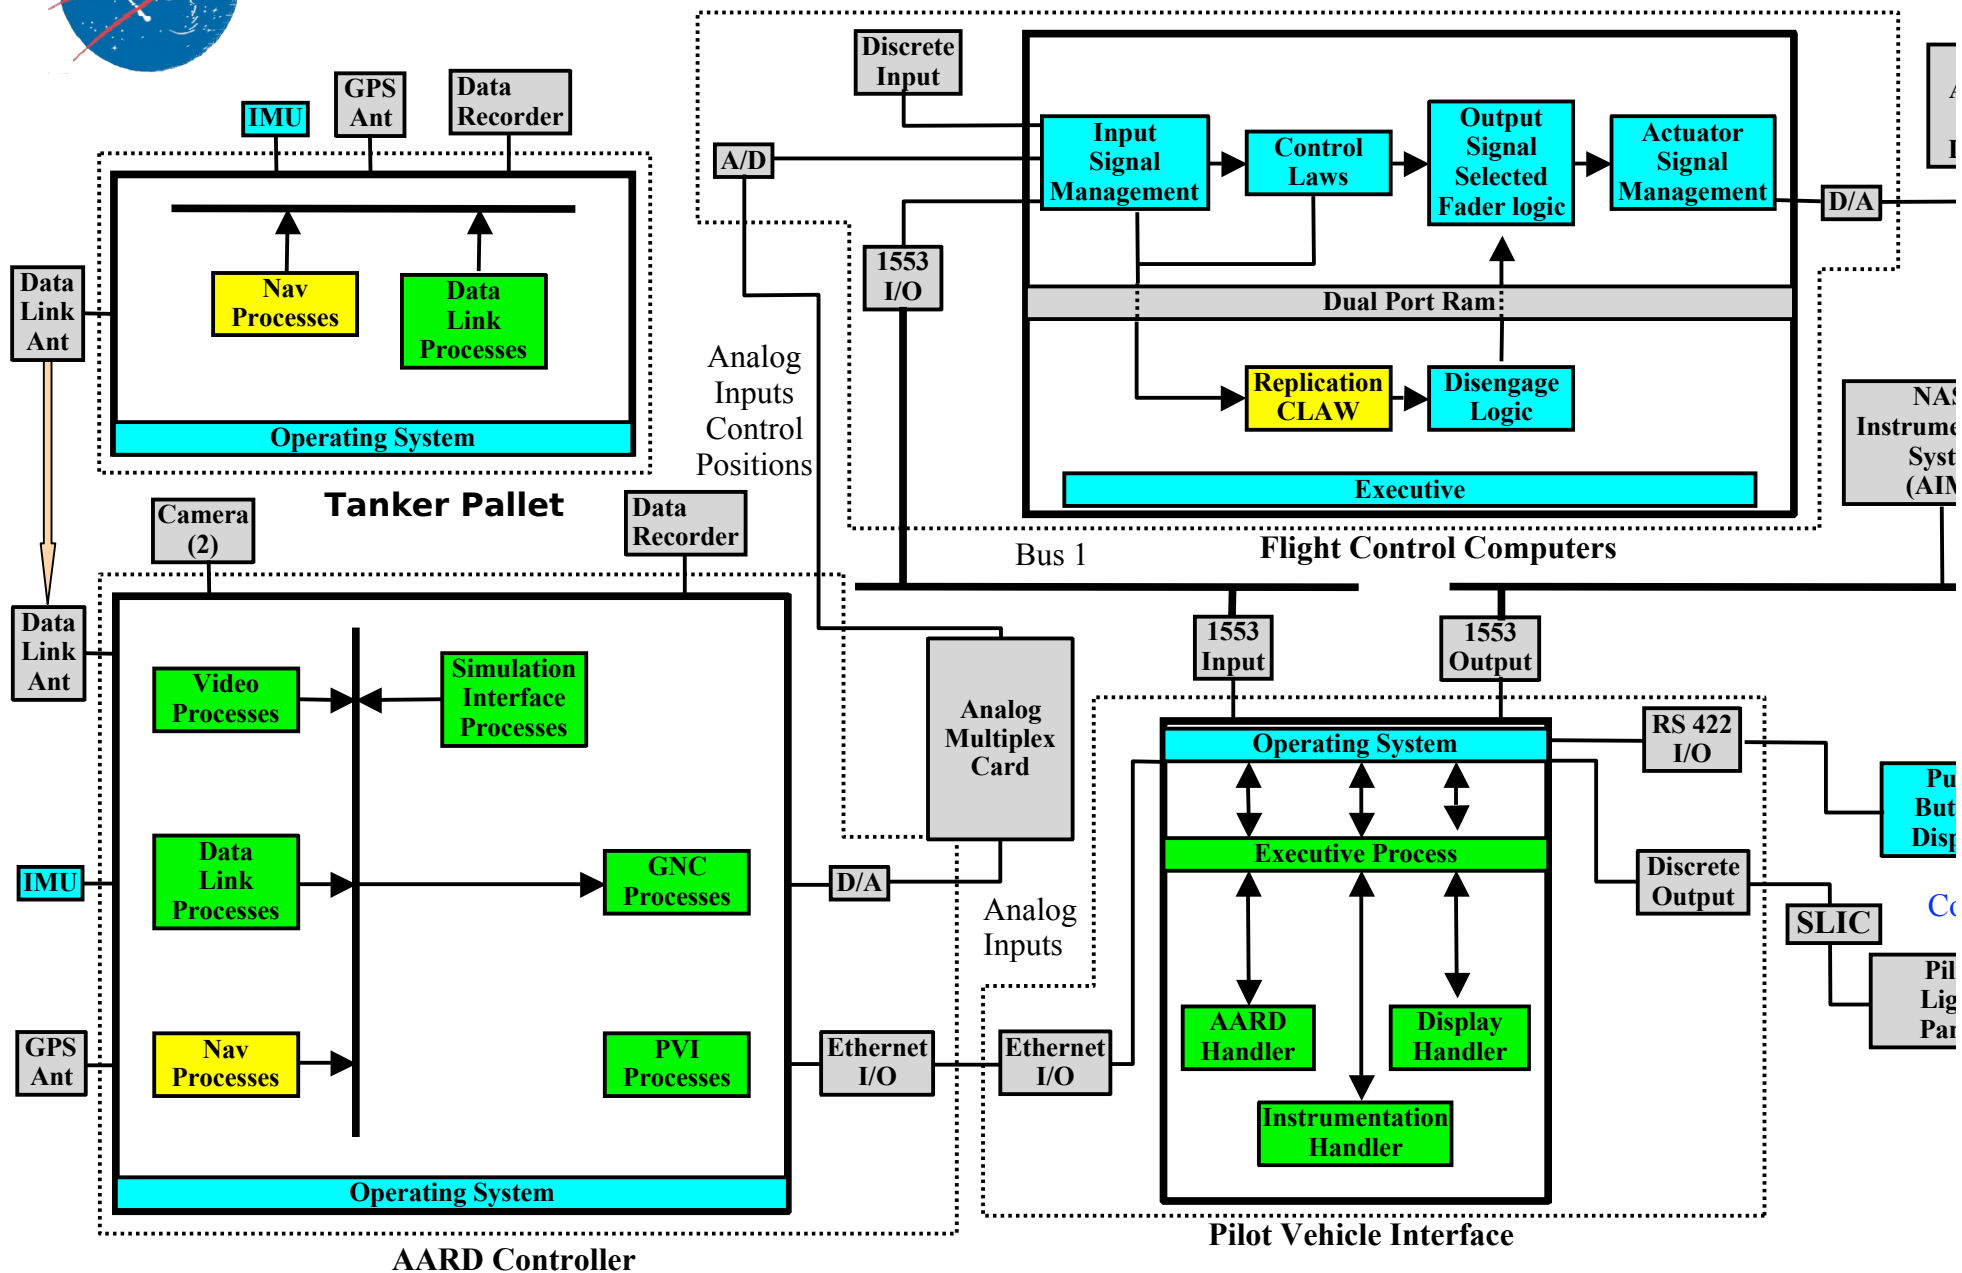 IMU
GPS
Ant
Data
Recorder
Nav
Processes
Data
Link
Processes
Operating System
Data
Link
Ant
Tanker Pallet
Discrete
Input
A/D
1553
I/O
Input
Signal
Management
Control
Laws
Output
Signal
Selected
Fader logic
Actuator
Signal
Management
D/A
Dual Port Ram
Replication
CLAW
Disengage
Logic
Executive
Flight Control Computers
Analog
Inputs
Control
Positions
Bus 1
Camera
(2)
Data
Recorder
Data
Link
Ant
Video
Processes
Simulation
Interface
Processes
Data
Link
Processes
GNC
Processes
IMU
GPS
Ant
Nav
Processes
PVI
Processes
Operating System
AARD Controller
Analog
Multiplex
Card
D/A
Analog
Inputs
Ethernet
I/O
Ethernet
I/O
1553
Input
1553
Output
Operating System
Executive Process
AARD
Handler
Display
Handler
Instrumentation
Handler
Pilot Vehicle Interface
RS 422
I/O
Discrete
Output
SLIC